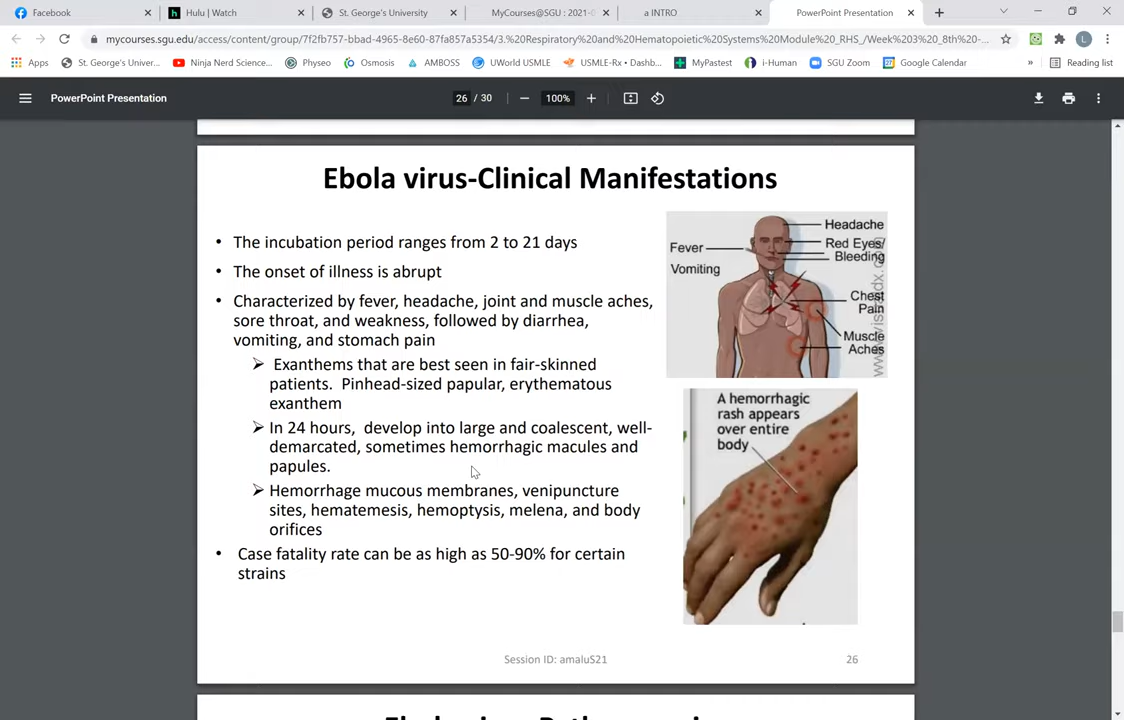 Facebook
Hulu | Watch
St. George's University
MyCourses@SGU : 2021-
a INTRO
PowerPoint Presentation
mycourses.sgu.edu/access/content/group/7f2fb757-bbad-4965-8e60-87fa857a5354/3.%20Respiratory%20and%20Hematopoietic%20Systems%20Module%20_RHS_/Week%203%20_8th%20-...
L
Apps
St. George's Univer...
Ninja Nerd Science...
Physeo
Osmosis
AMBOSS
UWorld USMLE
USMLE-Rx • Dashb...
MyPastest
i-Human
SGU Zoom
Google Calendar
»
Reading list
PowerPoint Presentation
26 / 30
100%
Ebola virus-Clinical Manifestations
• The incubation period ranges from 2 to 21 days
• The onset of illness is abrupt
• Characterized by fever, headache, joint and muscle aches,
sore throat, and weakness, followed by diarrhea,
vomiting, and stomach pain
➢ Exanthems that are best seen in fair-skinned
patients. Pinhead-sized papular, erythematous
exanthem
➢ In 24 hours, develop into large and coalescent, well-
demarcated, sometimes hemorrhagic macules and
papules.
➢ Hemorrhage mucous membranes, venipuncture
sites, hematemesis, hemoptysis, melena, and body
orifices
• Case fatality rate can be as high as 50-90% for certain
strains
Headache
Red Eyes/
Bleeding
Fever
Vomiting
Chest
Pain
Muscle
Aches
A hemorrhagic
rash appears
over entire
body
Session ID: amaluS21
26